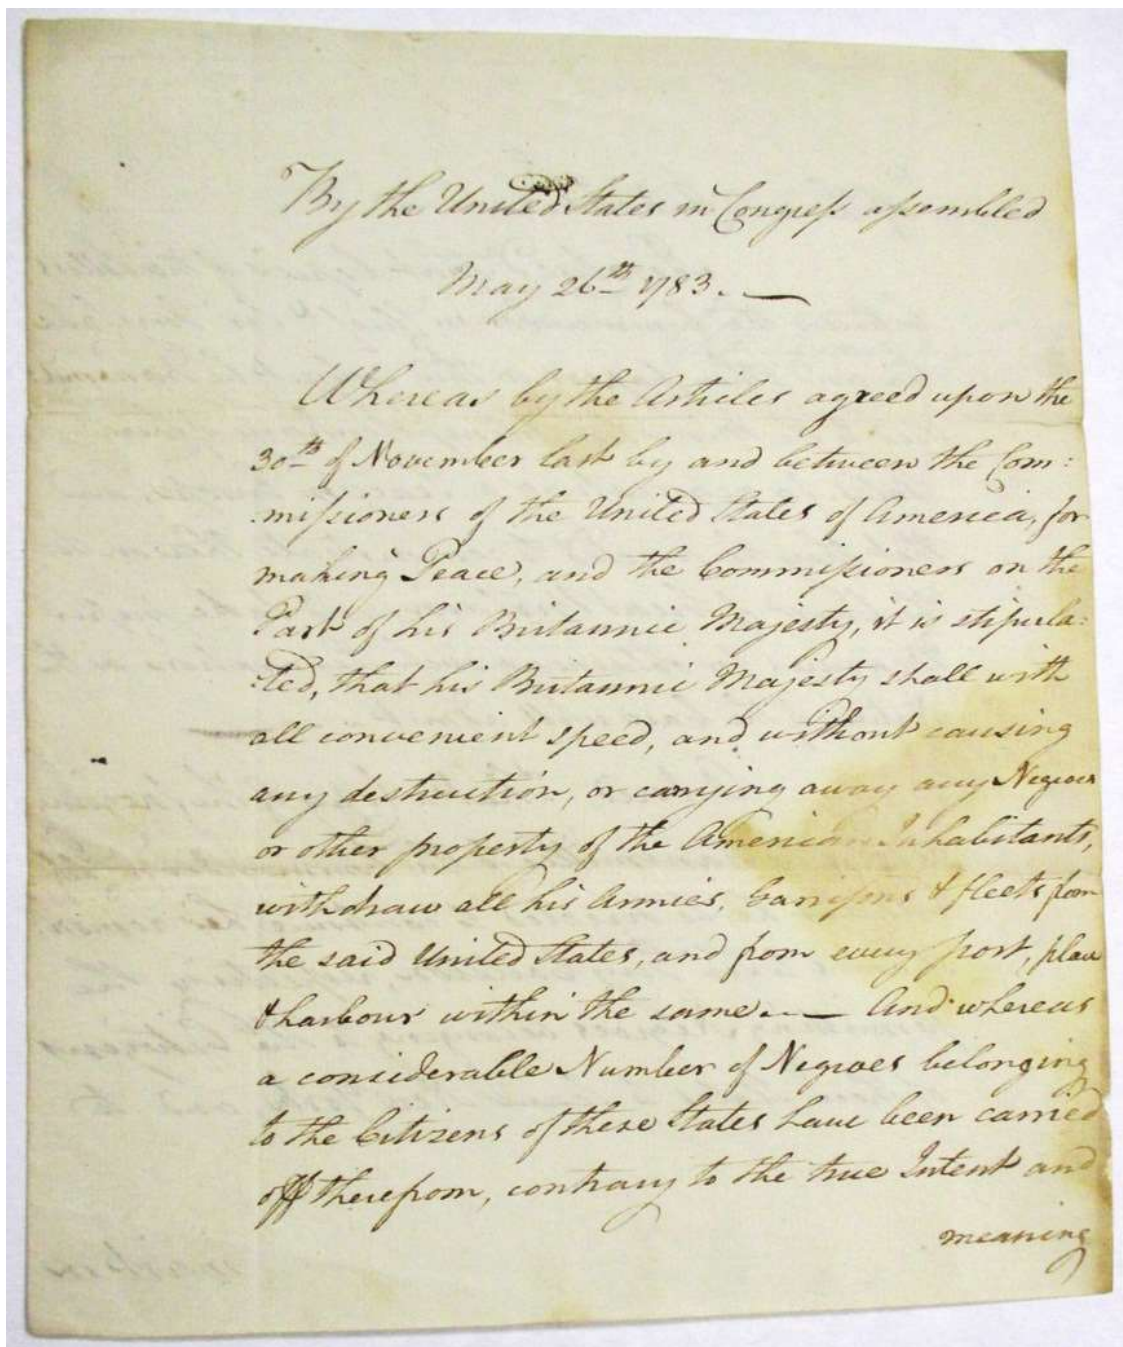 By the United States in Congress assembled
May 26th 1783. —
Whereas by the Articles agreed upon the
30th of November last by and between the Com:
:missioners of the United States of America, for
making Peace, and the Commissioners on the
Part of his Britannic Majesty, it is stipula:
:ted, that his Britannic Majesty shall with
all convenient speed, and without causing
any destruction, or carrying away any Negroes
or other property of the American Inhabitants,
withdraw all his Armies, Garrisons & fleets from
the said United States, and from every port, place
& harbour within the same. — And whereas
a considerable Number of Negroes belonging
to the Citizens of these States have been carried
off therefrom, contrary to the true Intent and
meaning